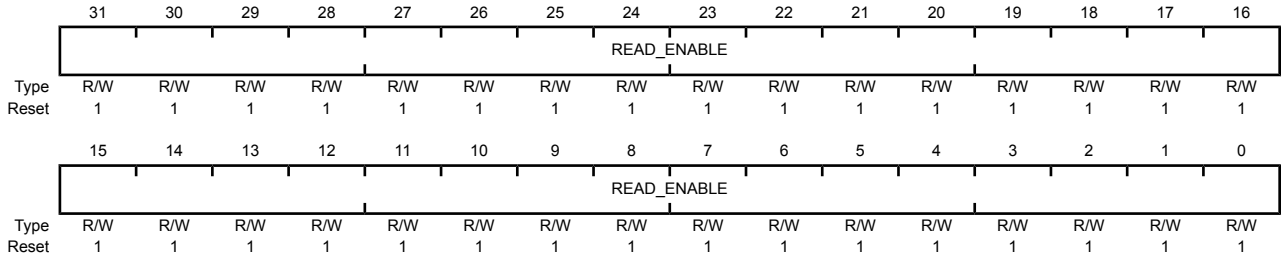 31 30 29 28 27 26 25 24 23 22 21 20 19 18 17 16
READ_ENABLE
Type R/W R/W R/W R/W R/W R/W R/W R/W R/W R/W R/W R/W R/W R/W R/W R/W
Reset 1 1 1 1 1 1 1 1 1 1 1 1 1 1 1 1
15 14 13 12 11 10 9 8 7 6 5 4 3 2 1 0
READ_ENABLE
Type R/W R/W R/W R/W R/W R/W R/W R/W R/W R/W R/W R/W R/W R/W R/W R/W
Reset 1 1 1 1 1 1 1 1 1 1 1 1 1 1 1 1